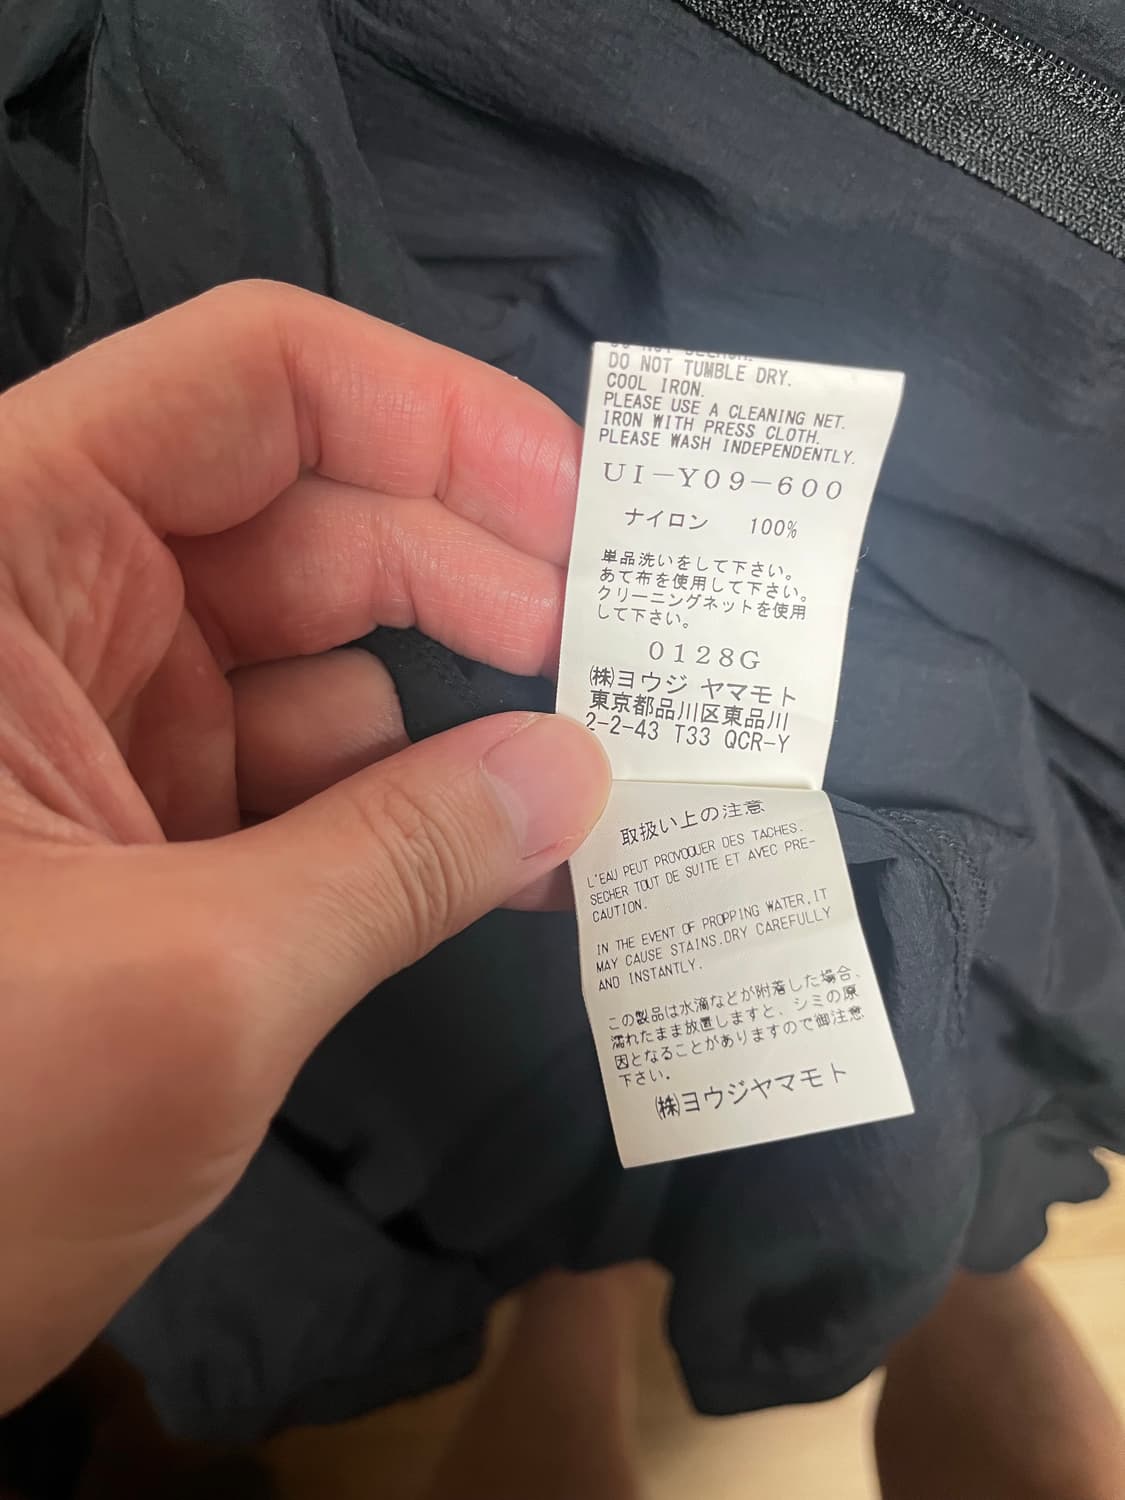 DO NOT BLEACH.
DO NOT TUMBLE DRY.
COOL IRON.
PLEASE USE A CLEANING NET.
IRON WITH PRESS CLOTH.
PLEASE WASH INDEPENDENTLY.
UI-Y09-600
ナイロン 100%
単品洗いをして下さい。
あて布を使用して下さい。
クリーニングネットを使用
して下さい。
0128G
㈱ヨウジ ヤマモト
東京都品川区東品川
2-2-43 T33 QCR-Y
取扱い上の注意
L'EAU PEUT PROVOQUER DES TACHES.
SECHER TOUT DE SUITE ET AVEC PRE-
CAUTION.
IN THE EVENT OF PROPPING WATER,IT
MAY CAUSE STAINS.DRY CAREFULLY
AND INSTANTLY.
この製品は水滴などが附着した場合、
濡れたまま放置しますと、シミの原
因となることがありますので御注意
下さい。
㈱ヨウジヤマモト